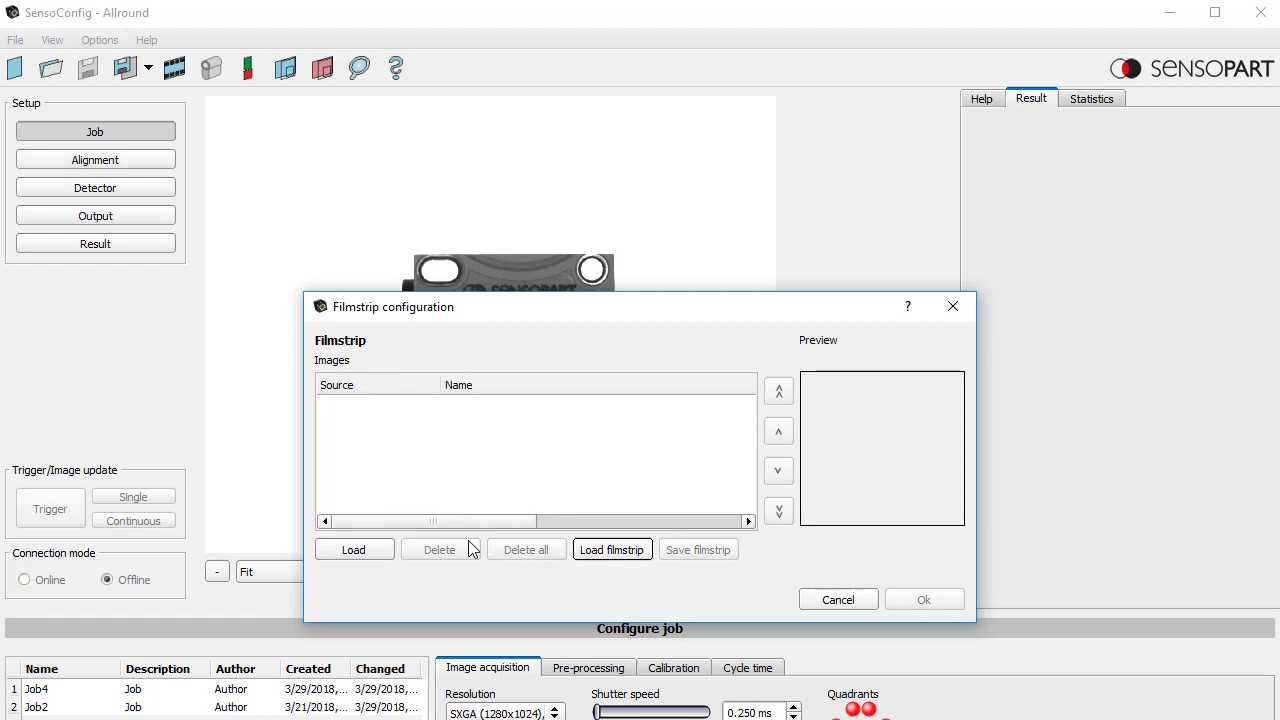 SensoConfig - Allround
File View Options Help
SENSOPART
Setup
Job
Alignment
Detector
Output
Result
Help Result Statistics
SENSOPART
Filmstrip configuration ?
Filmstrip
Images
Preview
Source Name
Load Delete Delete all Load filmstrip Save filmstrip
Cancel Ok
Trigger/Image update
Trigger Single
Continuous
Connection mode
Online Offline
- Fit
Configure job
Name Description Author Created Changed
1 Job4 Job Author 3/29/2018,... 3/29/2018,...
2 Job2 Job Author 3/21/2018,... 3/29/2018,...
Image acquisition Pre-processing Calibration Cycle time
Resolution Shutter speed Quadrants
SXGA (1280x1024), 0.250 ms